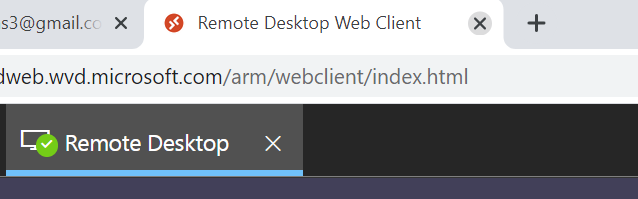 s3@gmail.co
Remote Desktop Web Client
dweb.wvd.microsoft.com/arm/webclient/index.html
Remote Desktop